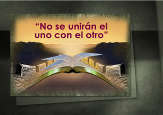 “No se unirán el
uno con el otro”